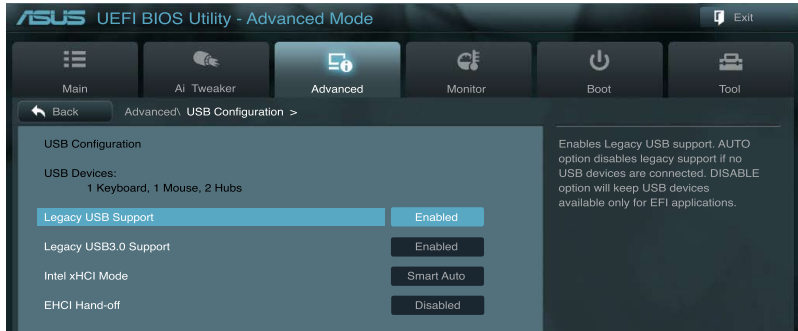 ASUS UEFI BIOS Utility - Advanced Mode
Exit
Main
Ai Tweaker
Advanced
Monitor
Boot
Tool
Back
Advanced\ USB Configuration >
USB Configuration
USB Devices:
1 Keyboard, 1 Mouse, 2 Hubs
Legacy USB Support Enabled
Legacy USB3.0 Support Enabled
Intel xHCI Mode Smart Auto
EHCI Hand-off Disabled
Enables Legacy USB support. AUTO
option disables legacy support if no
USB devices are connected. DISABLE
option will keep USB devices
available only for EFI applications.